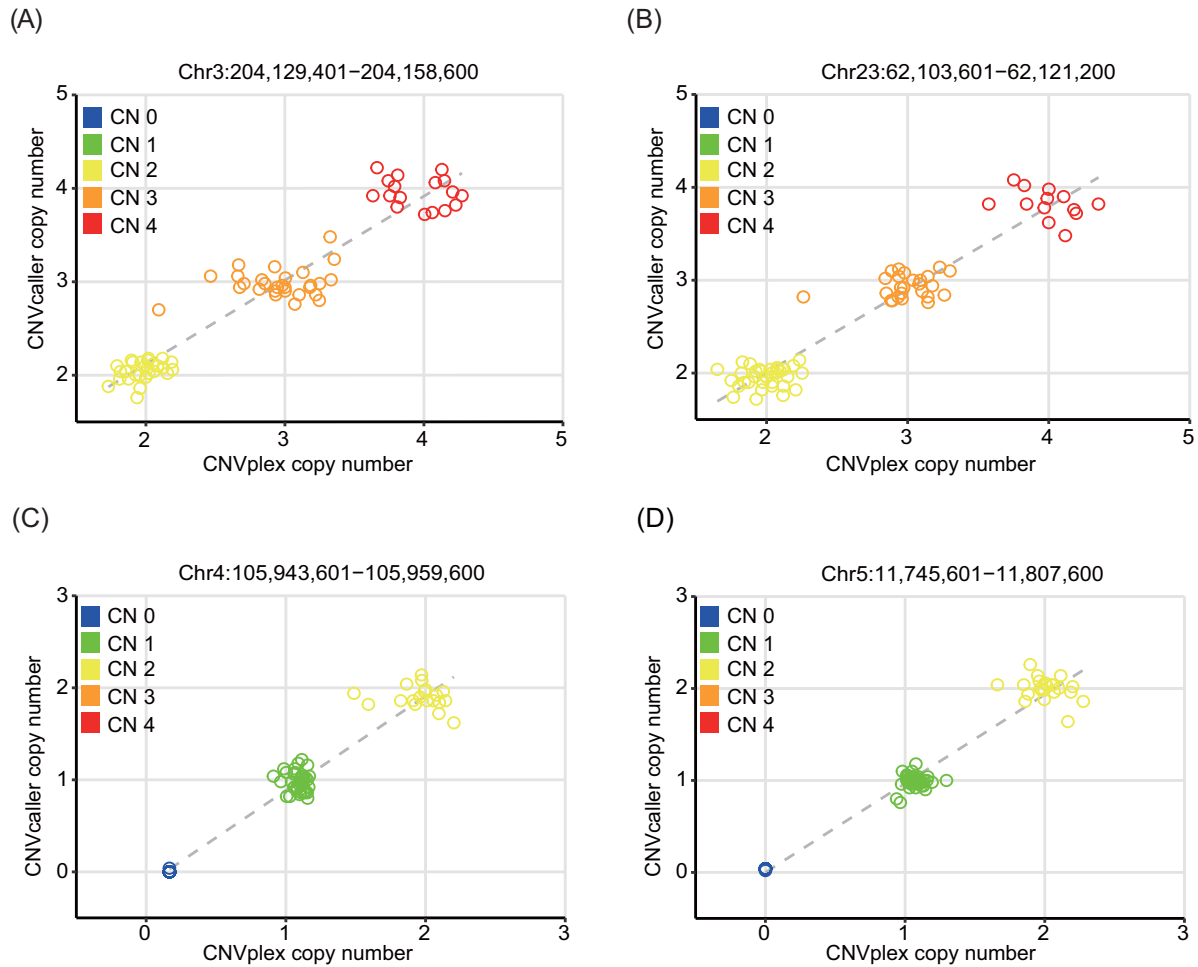 (A)
Chr3:204,129,401−204,158,600
5
4
3
2
CN 0
CN 1
CN 2
CN 3
CN 4
2
3
4
5
CNVcaller copy number
CNVplex copy number
(B)
Chr23:62,103,601−62,121,200
5
4
3
2
CN 0
CN 1
CN 2
CN 3
CN 4
2
3
4
5
CNVcaller copy number
CNVplex copy number
(C)
Chr4:105,943,601−105,959,600
3
2
1
0
CN 0
CN 1
CN 2
CN 3
CN 4
0
1
2
3
CNVcaller copy number
CNVplex copy number
(D)
Chr5:11,745,601−11,807,600
3
2
1
0
CN 0
CN 1
CN 2
CN 3
CN 4
0
1
2
3
CNVcaller copy number
CNVplex copy number